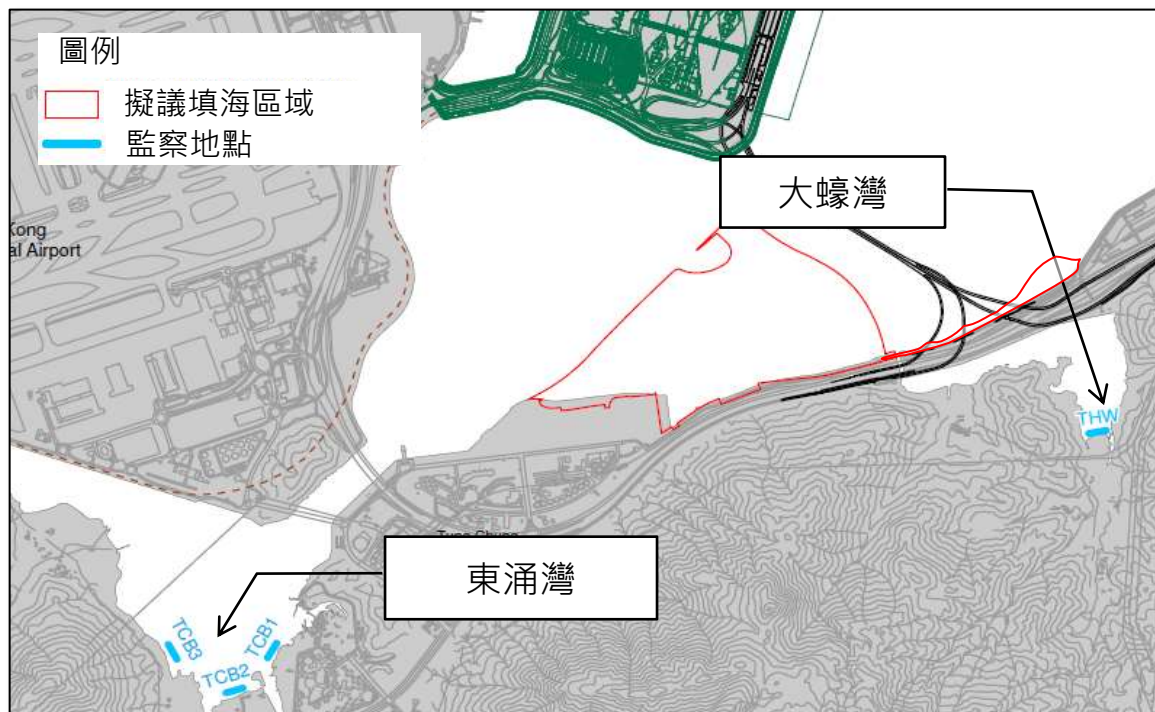 圖例
擬議填海區域
監察地點
大蠔灣
Kong
al Airport
THW
Tung Chung
東涌灣
TCB3
TCB1
TCB2